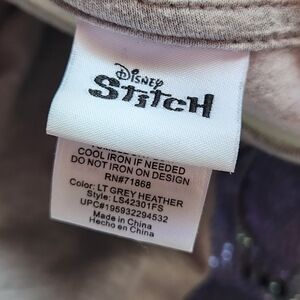 Disney
STITCH
COOL IRON IF NEEDED
DO NOT IRON ON DESIGN
RN#71868
Color: LT GREY HEATHER
Style: LS42301FS
UPC#195932294532
Made in China
Hecho en China